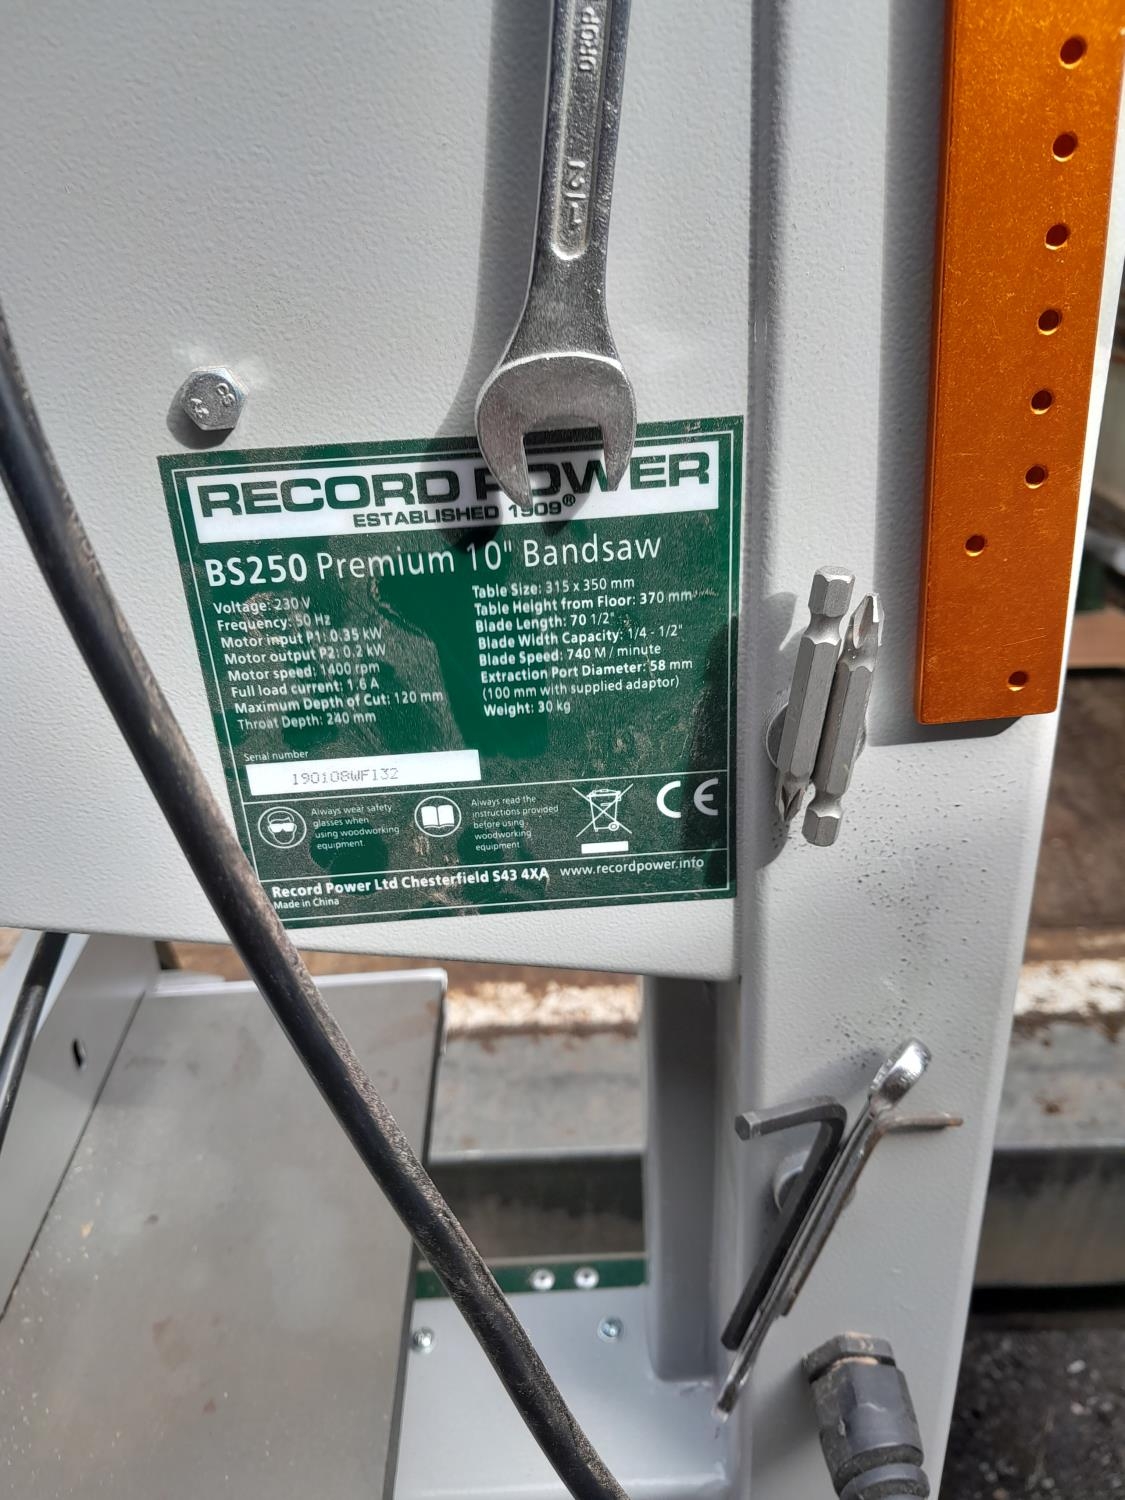 DROP
1/2
A2
RECORD POWER
ESTABLISHED 1909®
BS250 Premium 10" Bandsaw
Voltage: 230 V
Frequency: 50 Hz
Motor input P1: 0.35 kW
Motor output P2: 0.2 kW
Motor speed: 1400 rpm
Full load current: 1.6 A
Maximum Depth of Cut: 120 mm
Throat Depth: 240 mm
Table Size: 315 x 350 mm
Table Height from Floor: 370 mm
Blade Length: 70 1/2"
Blade Width Capacity: 1/4 - 1/2"
Blade Speed: 740 M / minute
Extraction Port Diameter: 58 mm
(100 mm with supplied adaptor)
Weight: 30 kg
Serial number
190108WF132
Always wear safety
glasses when
using woodworking
equipment.
Always read the
instructions provided
before using
woodworking
equipment.
CE
Record Power Ltd Chesterfield S43 4XA www.recordpower.info
Made in China